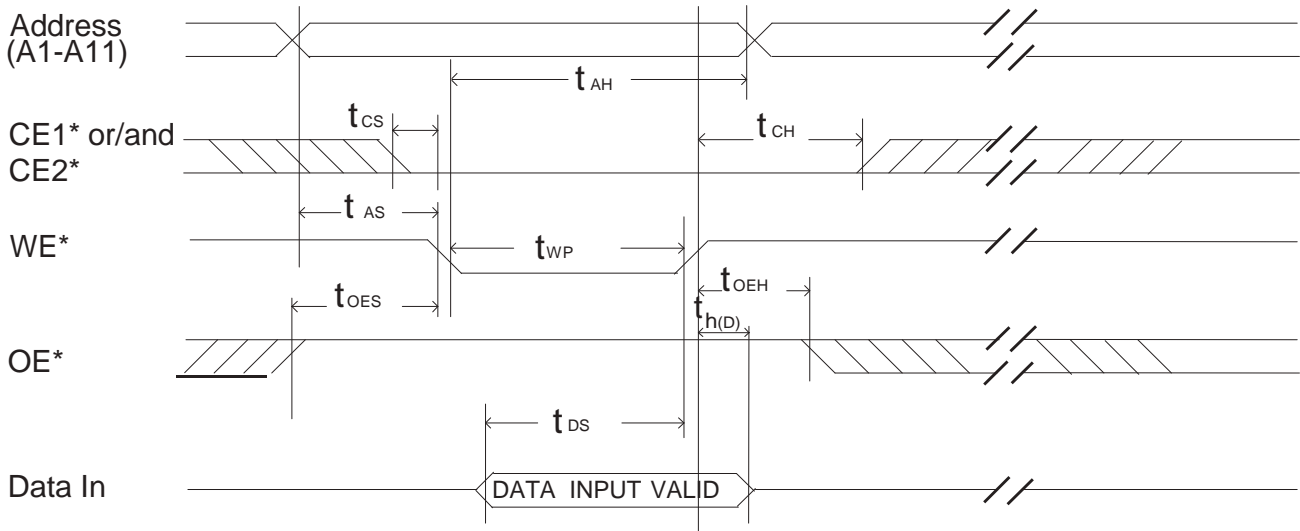 Address
(A1-A11)
t AH
t CS
CE1* or/and
CE2*
t CH
t AS
WE*
t WP
t OES
t OEH
t h(D)
OE*
t DS
Data In
DATA INPUT VALID